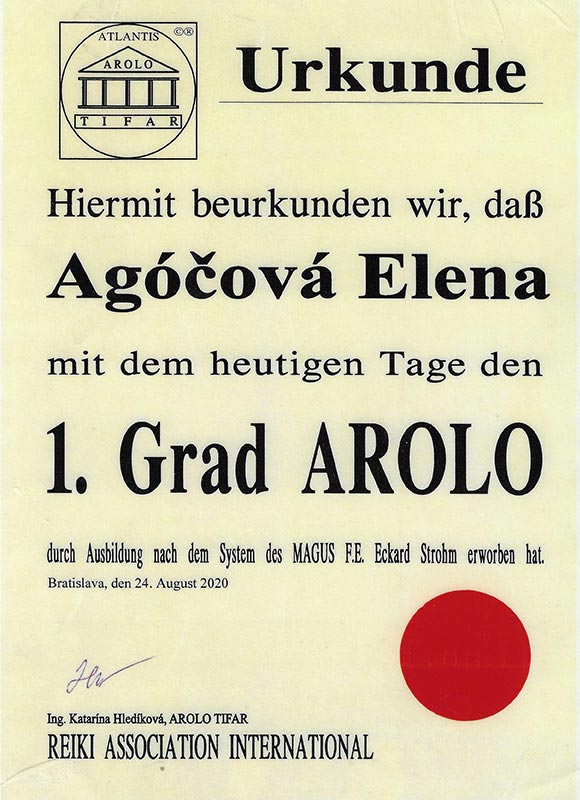 ATLANTIS ©®
AROLO
TIFAR
Urkunde
Hiermit beurkunden wir, daß
Agóčová Elena
mit dem heutigen Tage den
1. Grad AROLO
durch Ausbildung nach dem System des MAGUS F.E. Eckard Strohm erworben hat.
Bratislava, den 24. August 2020
Ing. Katarína Hledíková, AROLO TIFAR
REIKI ASSOCIATION INTERNATIONAL